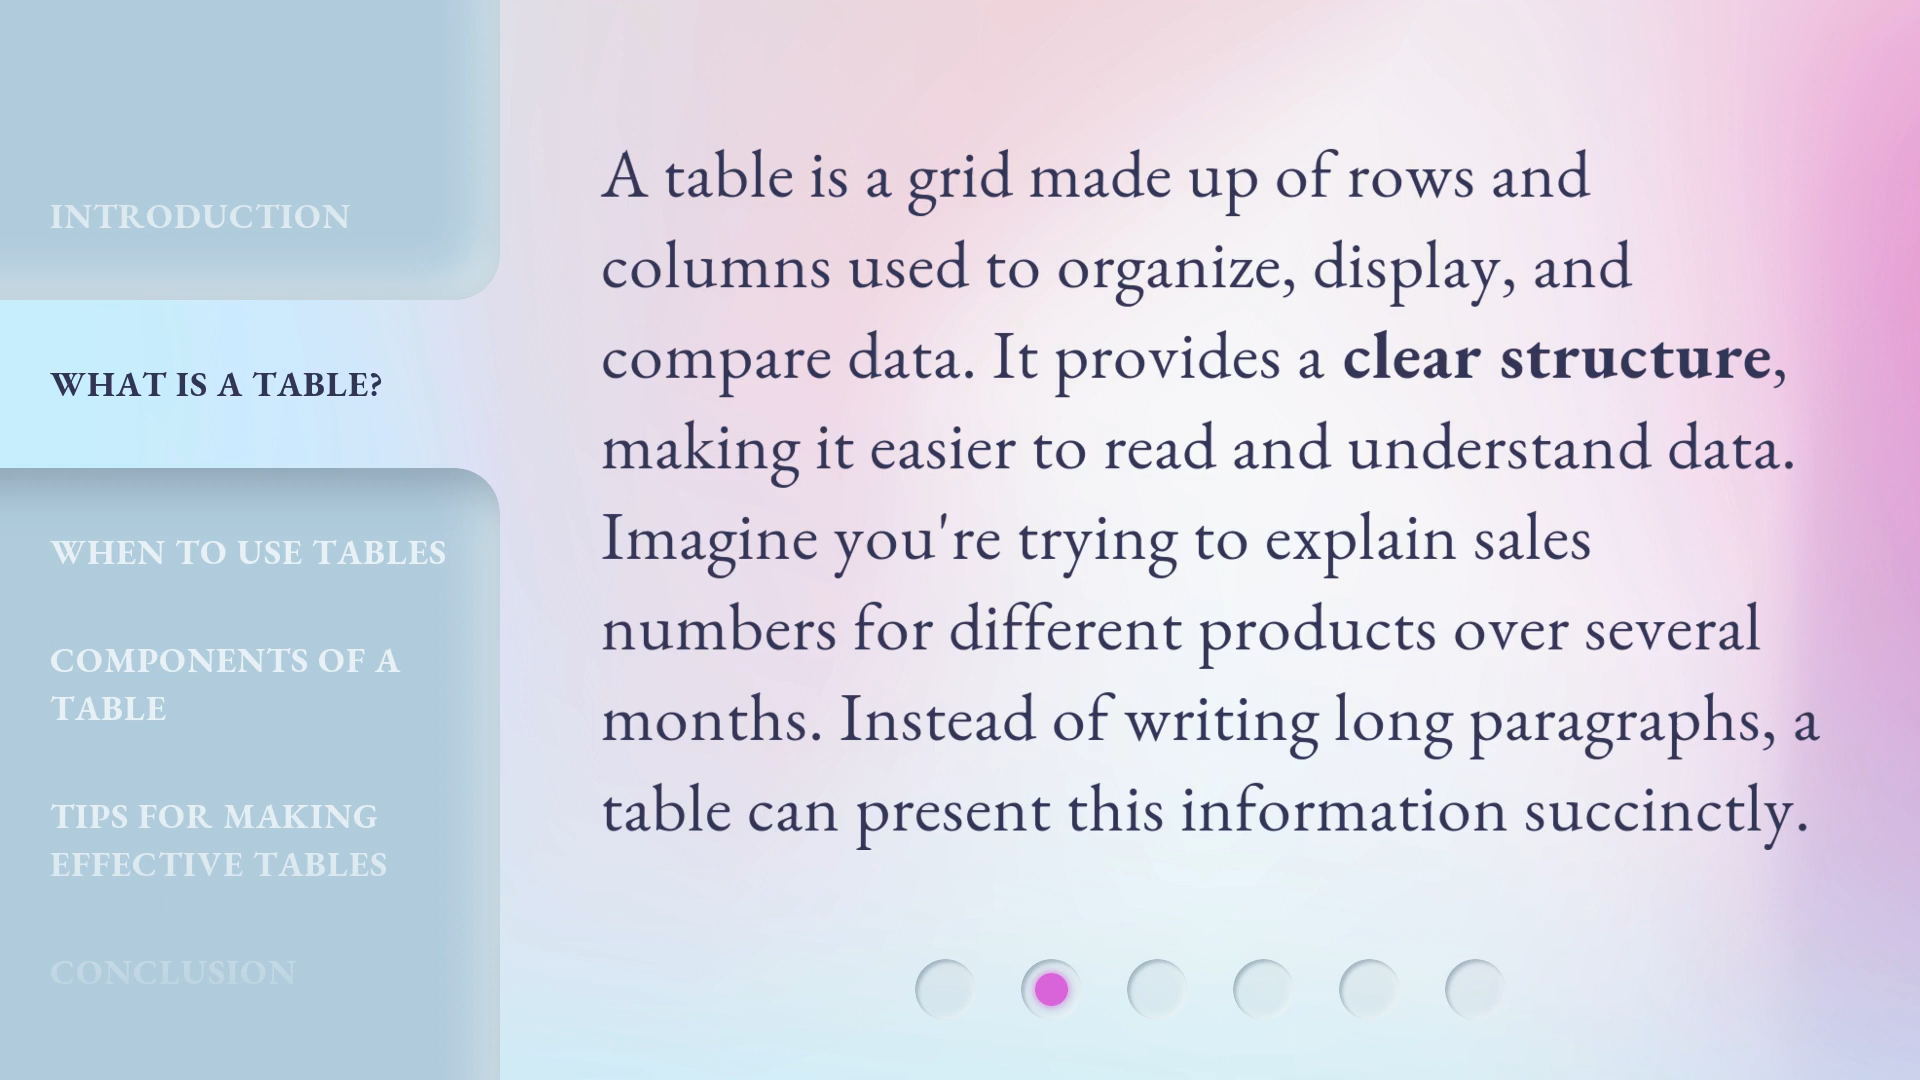 INTRODUCTION
WHAT IS A TABLE?
WHEN TO USE TABLES
COMPONENTS OF A
TABLE
TIPS FOR MAKING
EFFECTIVE TABLES
CONCLUSION
A table is a grid made up of rows and
columns used to organize, display, and
compare data. It provides a clear structure,
making it easier to read and understand data.
Imagine you're trying to explain sales
numbers for different products over several
months. Instead of writing long paragraphs, a
table can present this information succinctly.